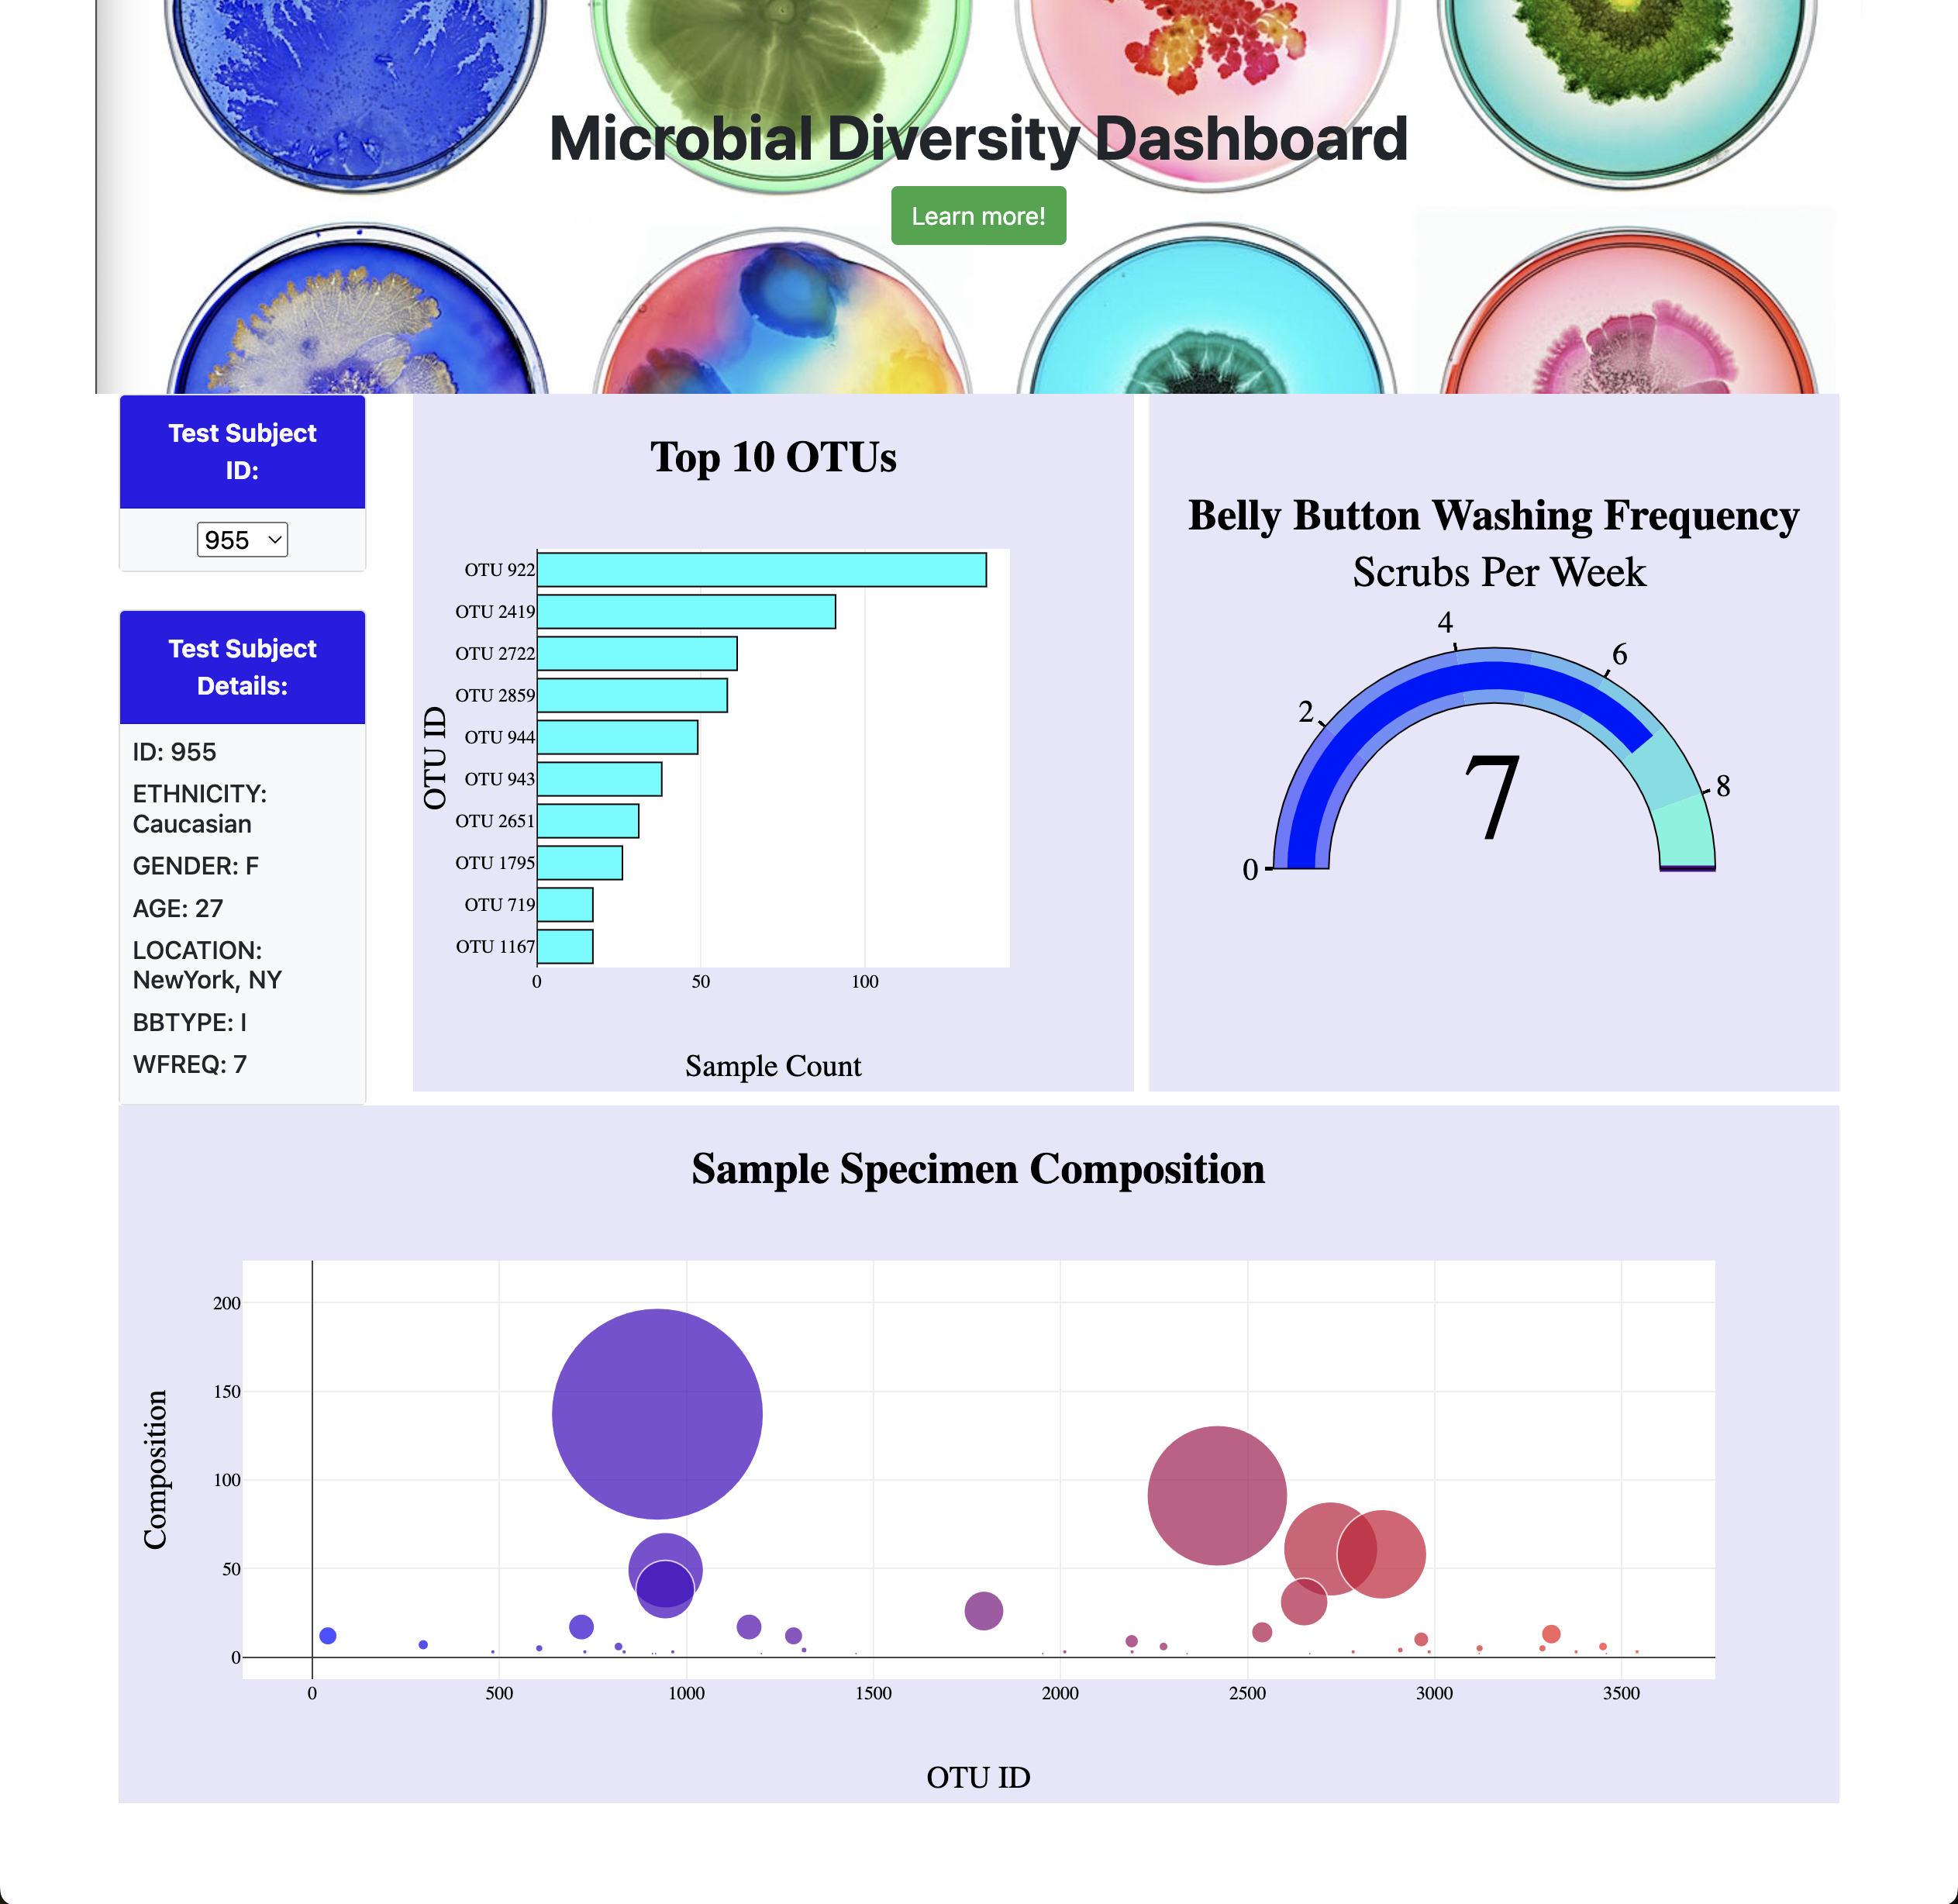 Microbial Diversity Dashboard
Learn more!
Test Subject
ID:
955
Test Subject
Details:
ID: 955
ETHNICITY:
Caucasian
GENDER: F
AGE: 27
LOCATION:
NewYork, NY
BBTYPE: I
WFREQ: 7
Top 10 OTUs
OTU ID
OTU 922
OTU 2419
OTU 2722
OTU 2859
OTU 944
OTU 943
OTU 2651
OTU 1795
OTU 719
OTU 1167
0 50 100
Sample Count
Belly Button Washing Frequency
Scrubs Per Week
0
2
4
6
8
7
Sample Specimen Composition
Composition
200
150
100
50
0
0 500 1000 1500 2000 2500 3000 3500
OTU ID